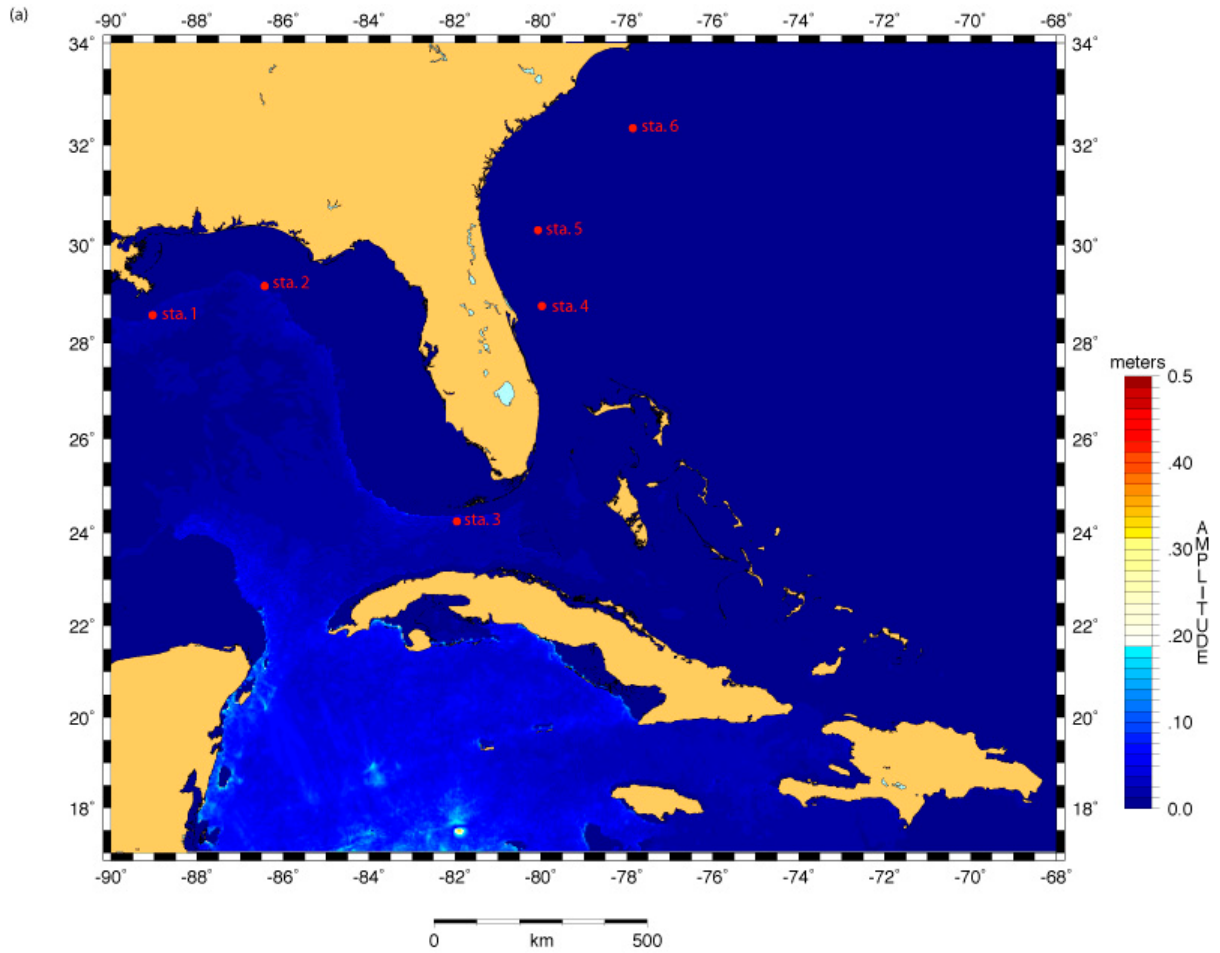 (a)
-90° -88° -86° -84° -82° -80° -78° -76° -74° -72° -70° -68°
34° 34°
sta. 6
32° 32°
sta. 5
30° 30°
sta. 2
sta. 4
sta. 1
28° 28°
meters
0.5
26° 26°
.40
sta. 3
24° 24°
.30
AMPLITUDE
22° 22°
.20
20° 20°
.10
18° 18°
0.0
-90° -88° -86° -84° -82° -80° -78° -76° -74° -72° -70° -68°
0 km 500